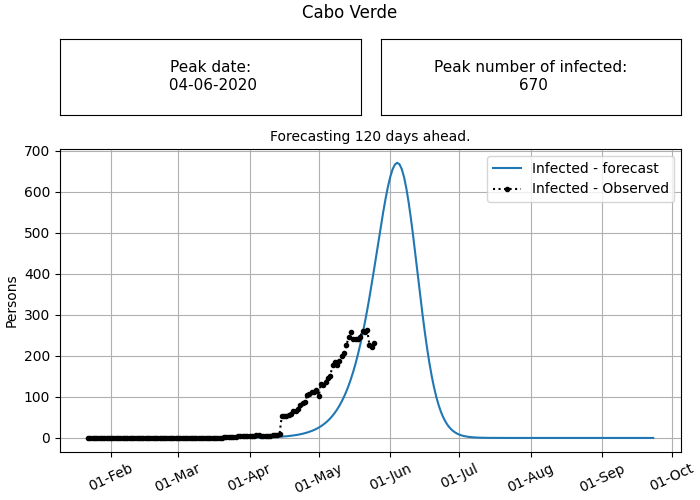 Cabo Verde
Peak date:
04-06-2020
Peak number of infected:
670
Forecasting 120 days ahead.
Persons
700
600
500
400
300
200
100
0
Infected - forecast
Infected - Observed
01-Feb
01-Mar
01-Apr
01-May
01-Jun
01-Jul
01-Aug
01-Sep
01-Oct